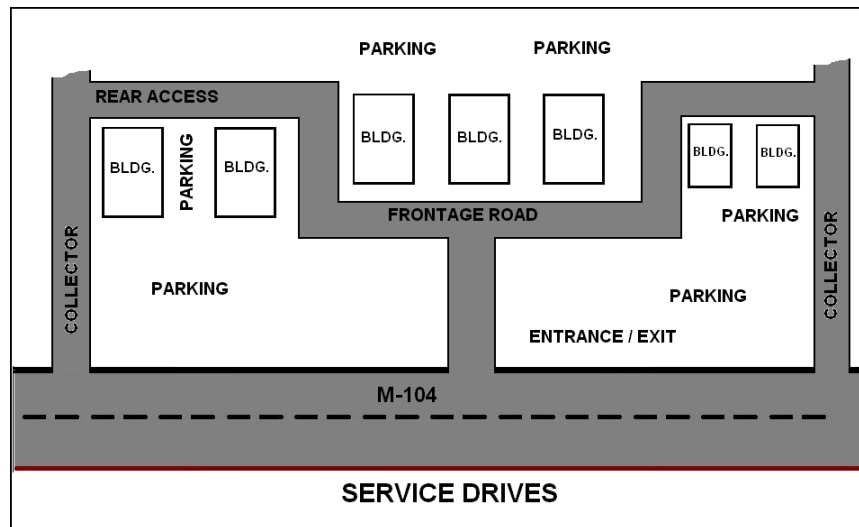 PARKING
PARKING
REAR ACCESS
BLDG.
PARKING
BLDG.
BLDG.
BLDG.
BLDG.
BLDG.
BLDG.
FRONTAGE ROAD
PARKING
COLLECTOR
COLLECTOR
PARKING
PARKING
ENTRANCE / EXIT
M-104
SERVICE DRIVES